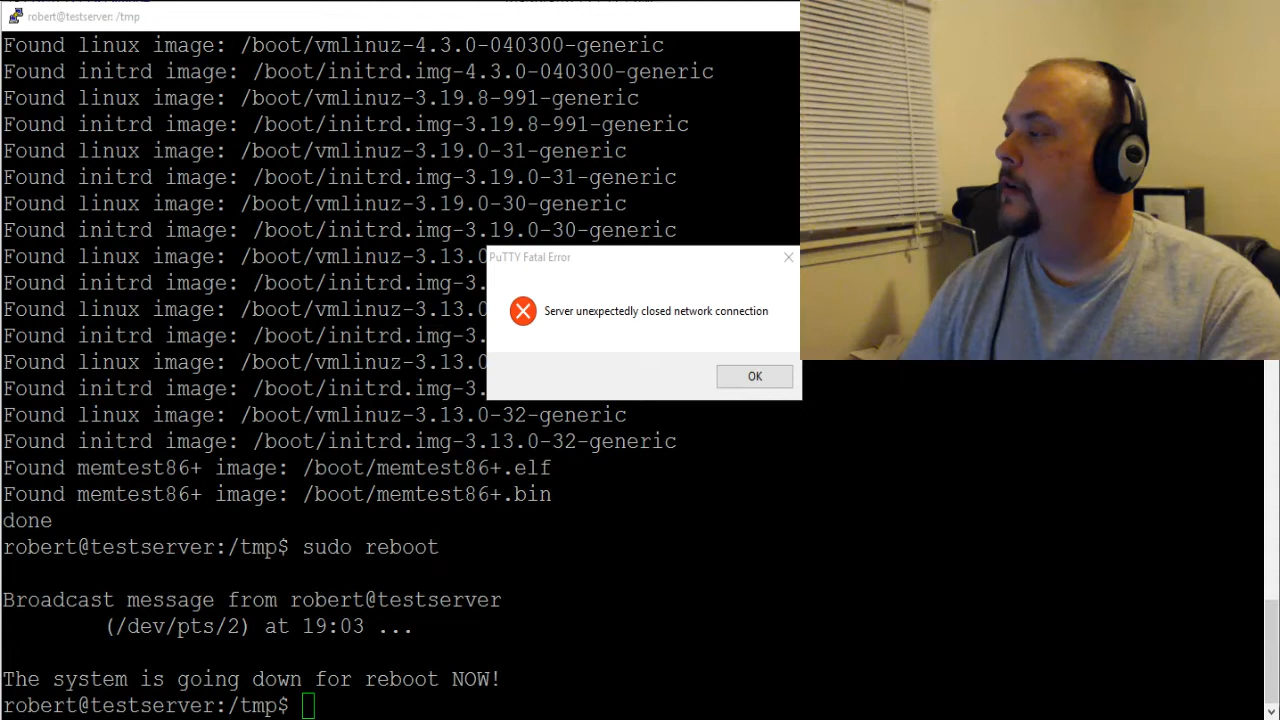 robert@testserver: /tmp
Found linux image: /boot/vmlinuz-4.3.0-040300-generic
Found initrd image: /boot/initrd.img-4.3.0-040300-generic
Found linux image: /boot/vmlinuz-3.19.8-991-generic
Found initrd image: /boot/initrd.img-3.19.8-991-generic
Found linux image: /boot/vmlinuz-3.19.0-31-generic
Found initrd image: /boot/initrd.img-3.19.0-31-generic
Found linux image: /boot/vmlinuz-3.19.0-30-generic
Found initrd image: /boot/initrd.img-3.19.0-30-generic
Found linux image: /boot/vmlinuz-3.13.0
Found initrd image: /boot/initrd.img-3.
Found linux image: /boot/vmlinuz-3.13.0
Found initrd image: /boot/initrd.img-3.
Found linux image: /boot/vmlinuz-3.13.0
Found initrd image: /boot/initrd.img-3.
PuTTY Fatal Error
Server unexpectedly closed network connection
OK
Found linux image: /boot/vmlinuz-3.13.0-32-generic
Found initrd image: /boot/initrd.img-3.13.0-32-generic
Found memtest86+ image: /boot/memtest86+.elf
Found memtest86+ image: /boot/memtest86+.bin
done
robert@testserver:/tmp$ sudo reboot
Broadcast message from robert@testserver
(/dev/pts/2) at 19:03 ...
The system is going down for reboot NOW!
robert@testserver:/tmp$